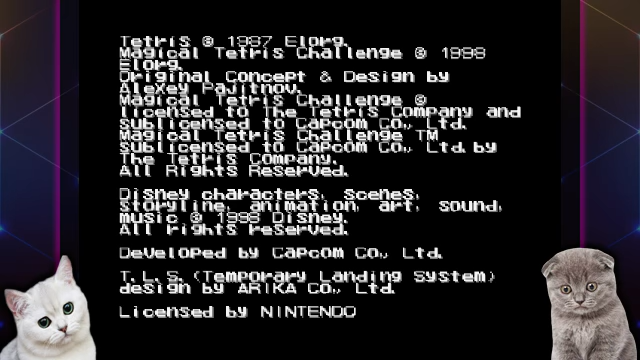 Tetris © 1987 Elorg.
Magical Tetris Challenge © 1998
Elorg.
Original Concept & Design by
Alexey Pajitnov.
Magical Tetris Challenge ©
licensed to The Tetris Company and
sublicensed to Capcom Co., Ltd.
Magical Tetris Challenge TM
sublicensed to Capcom Co., Ltd.by
The Tetris Company.
All Rights Reserved.
Disney characters, scenes,
storyline, animation, art, sound,
music © 1998 Disney.
All rights reserved.
Developed by Capcom Co., Ltd.
T.L.S.(Temporary Landing System)
design by ARIKA Co., Ltd.
Licensed by NINTENDO